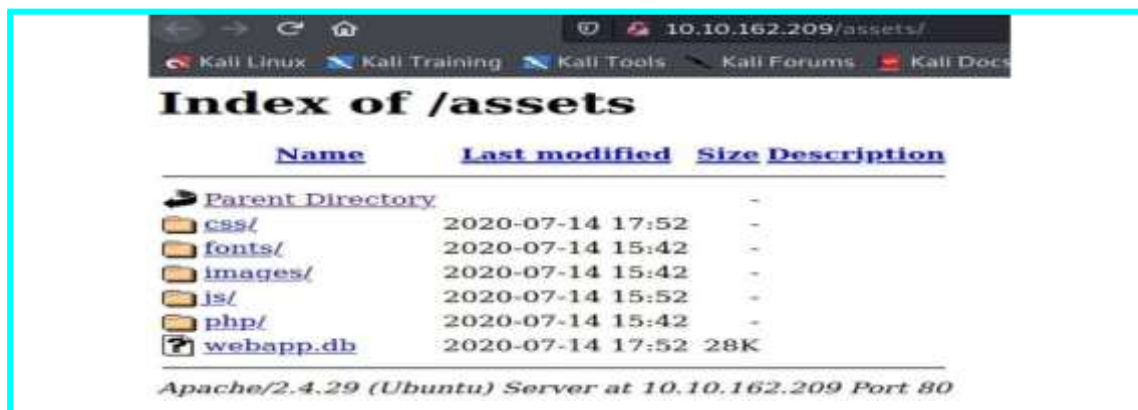 10.10.162.209/assets/
Kali Linux Kali Training Kali Tools Kali Forums Kali Docs
Index of /assets
Name Last modified Size Description
Parent Directory -
css/ 2020-07-14 17:52 -
fonts/ 2020-07-14 15:42 -
images/ 2020-07-14 15:42 -
js/ 2020-07-14 15:52 -
php/ 2020-07-14 15:42 -
webapp.db 2020-07-14 17:52 28K
Apache/2.4.29 (Ubuntu) Server at 10.10.162.209 Port 80